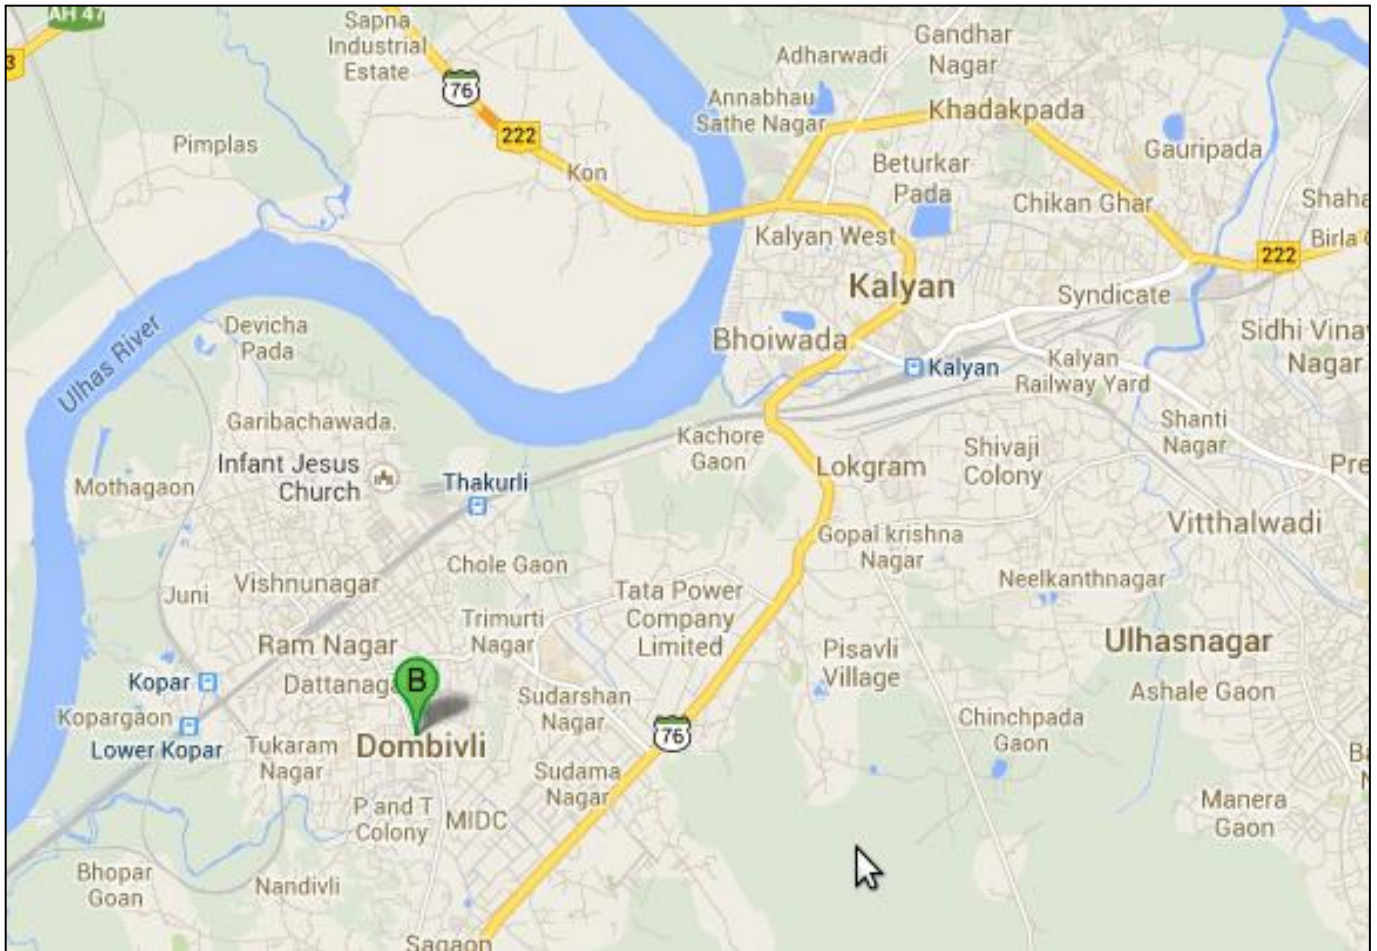 AH 47
3
Sapna
Industrial
Estate
76
222
Kon
Pimplas
Adharwadi
Gandhar
Nagar
Annabhau
Sathe Nagar
Khadakpada
Beturkar
Pada
Gauripada
Chikan Ghar
Shaha
Birla
222
Kalyan West
Kalyan
Syndicate
Bhoiwada
Kalyan
Kalyan
Railway Yard
Sidhi Vina
Nagar
Ulhas River
Devicha
Pada
Garibachawada.
Infant Jesus
Church
Mothagaon
Thakurli
Kachore
Gaon
Lokgram
Shivaji
Colony
Shanti
Nagar
Pre
Vitthalwadi
Gopal krishna
Nagar
Neelkanthnagar
Chole Gaon
Vishnunagar
Juni
Tata Power
Company
Limited
Trimurti
Nagar
Ram Nagar
Pisavli
Village
Ulhasnagar
Kopar
Dattanaga
B
Sudarshan
Nagar
Ashale Gaon
Kopargaon
Lower Kopar
Tukaram
Nagar
Dombivli
76
Chinchpada
Gaon
Sudama
Nagar
P and T
Colony
MIDC
Manera
Gaon
Bhopar
Goan
Nandivli
Sagaon